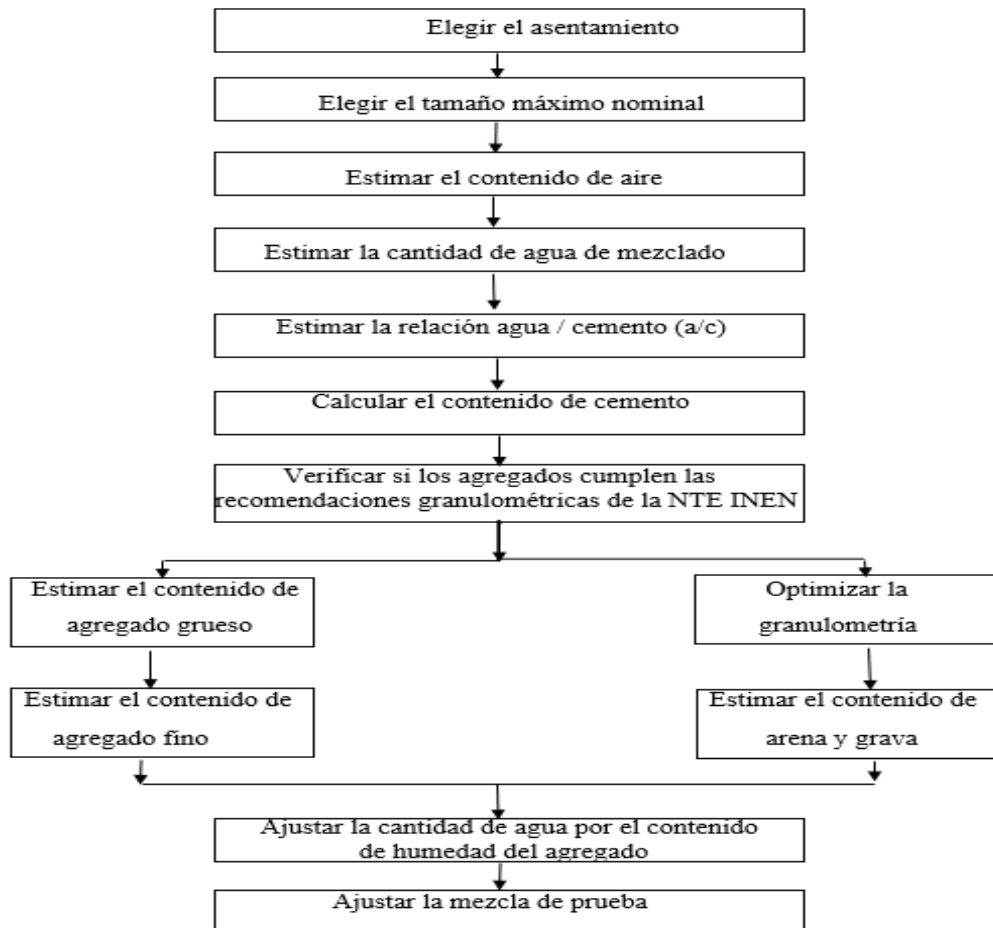 Elegir el asentamiento
Elegir el tamaño máximo nominal
Estimar el contenido de aire
Estimar la cantidad de agua de mezclado
Estimar la relación agua / cemento (a/c)
Calcular el contenido de cemento
Verificar si los agregados cumplen las
recomendaciones granulométricas de la NTE INEN
Estimar el contenido de
agregado grueso
Estimar el contenido de
agregado fino
Optimizar la
granulometría
Estimar el contenido de
arena y grava
Ajustar la cantidad de agua por el contenido
de humedad del agregado
Ajustar la mezcla de prueba